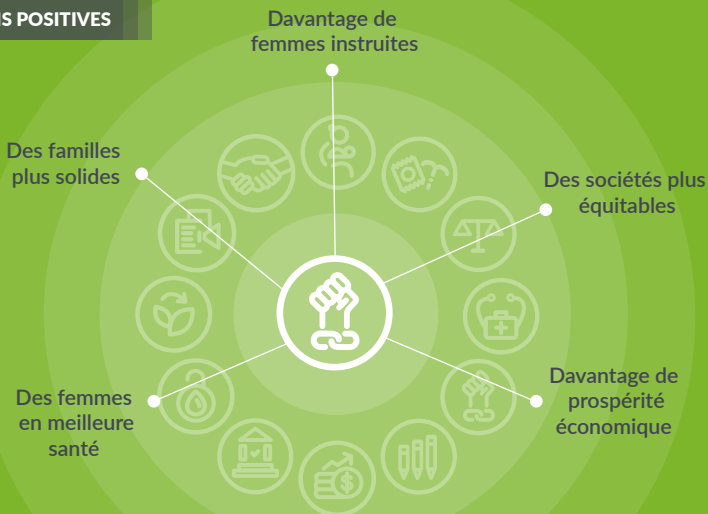 POSITIVES
Davantage de
femmes instruites
Des familles
plus solides
Des sociétés plus
équitables
Des femmes
en meilleure
santé
Davantage de
prospérité
économique